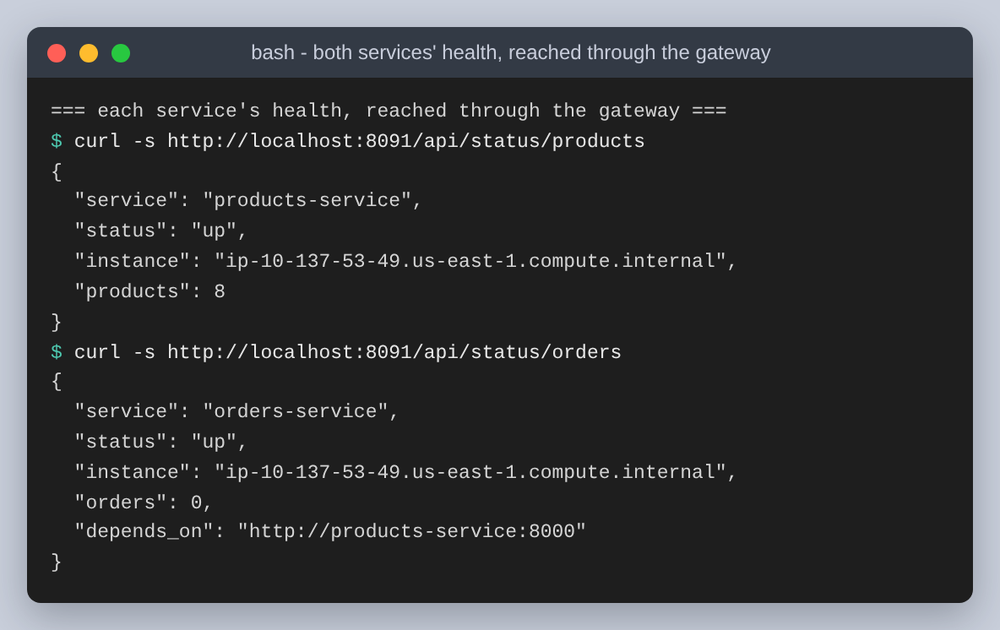 bash - both services' health, reached through the gateway
=== each service's health, reached through the gateway ===
$ curl -s http://localhost:8091/api/status/products
{
  "service": "products-service",
  "status": "up",
  "instance": "ip-10-137-53-49.us-east-1.compute.internal",
  "products": 8
}
$ curl -s http://localhost:8091/api/status/orders
{
  "service": "orders-service",
  "status": "up",
  "instance": "ip-10-137-53-49.us-east-1.compute.internal",
  "orders": 0,
  "depends_on": "http://products-service:8000"
}